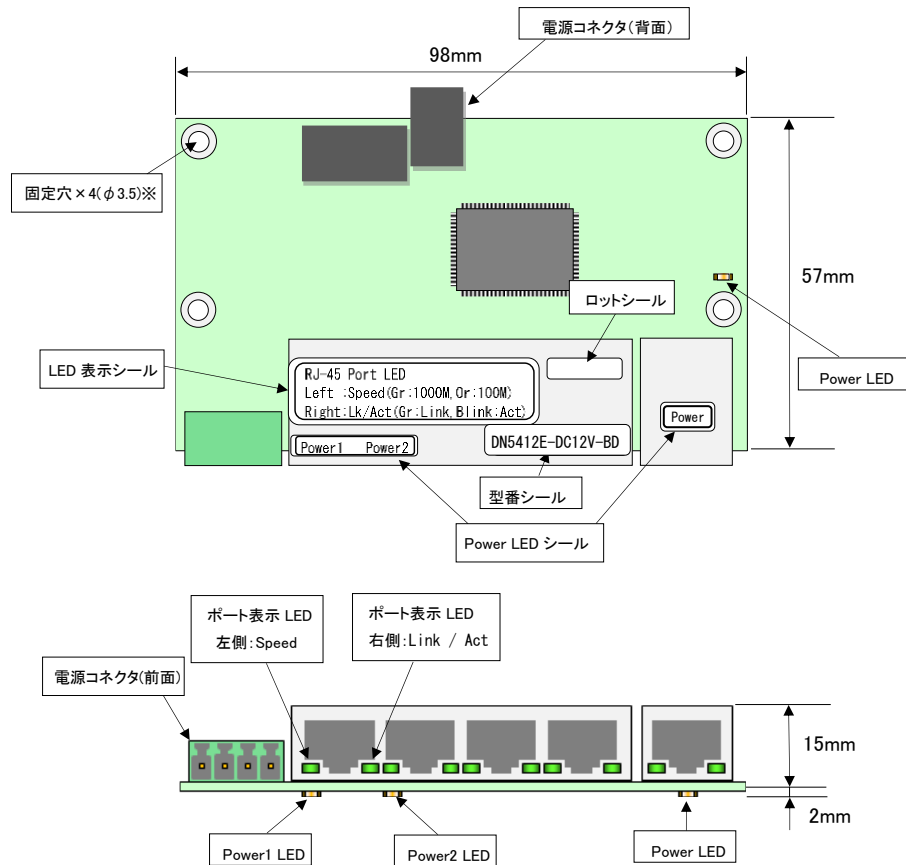 電源コネクタ(背面)
98mm
固定穴×4(φ3.5)※
57mm
ロットシール
LED 表示シール
RJ-45 Port LED
Left :Speed(Gr:1000M,Or:100M)
Right:Lk/Act(Gr:Link,Blink:Act)
Power LED
Power
Power1 Power2
DN5412E-DC12V-BD
型番シール
Power LED シール
ポート表示 LED
左側:Speed
ポート表示 LED
右側:Link / Act
電源コネクタ(前面)
15mm
2mm
Power1 LED
Power2 LED
Power LED